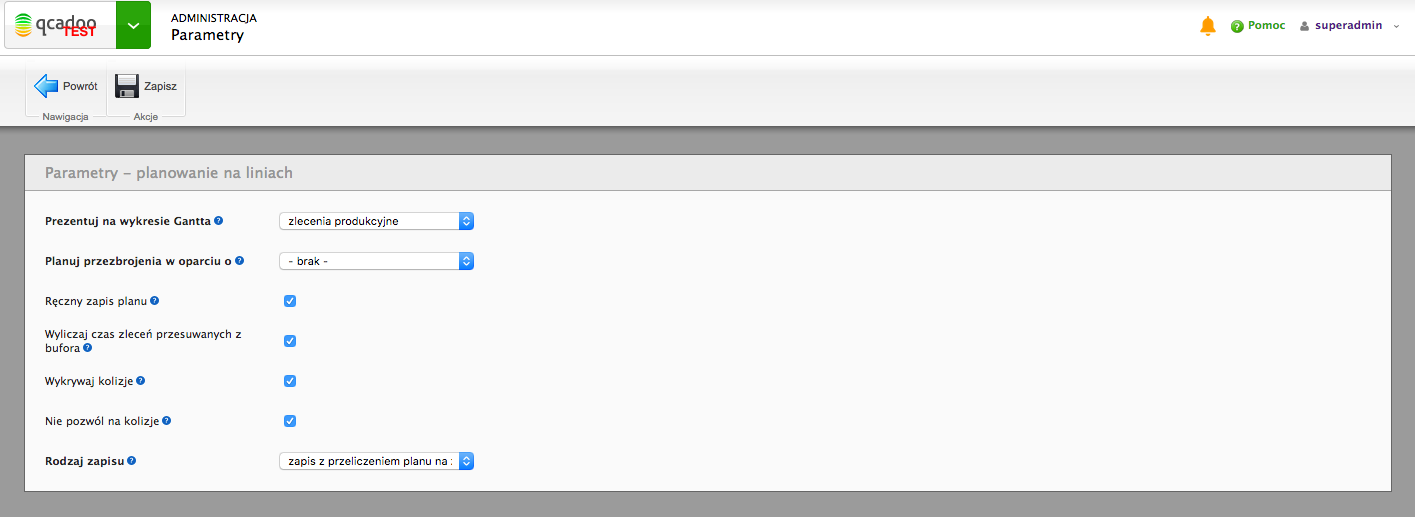 qcadoo
TEST
ADMINISTRACJA
Parametry
Pomoc
superadmin
Powrót
Zapisz
Nawigacja
Akcje
Parametry – planowanie na liniach
Prezentuj na wykresie Gantta
zlecenia produkcyjne
Planuj przezbrojenia w oparciu o
- brak -
Ręczny zapis planu
Wyliczaj czas zleceń przesuwanych z
bufora
Wykrywaj kolizje
Nie pozwól na kolizje
Rodzaj zapisu
zapis z przeliczeniem planu na